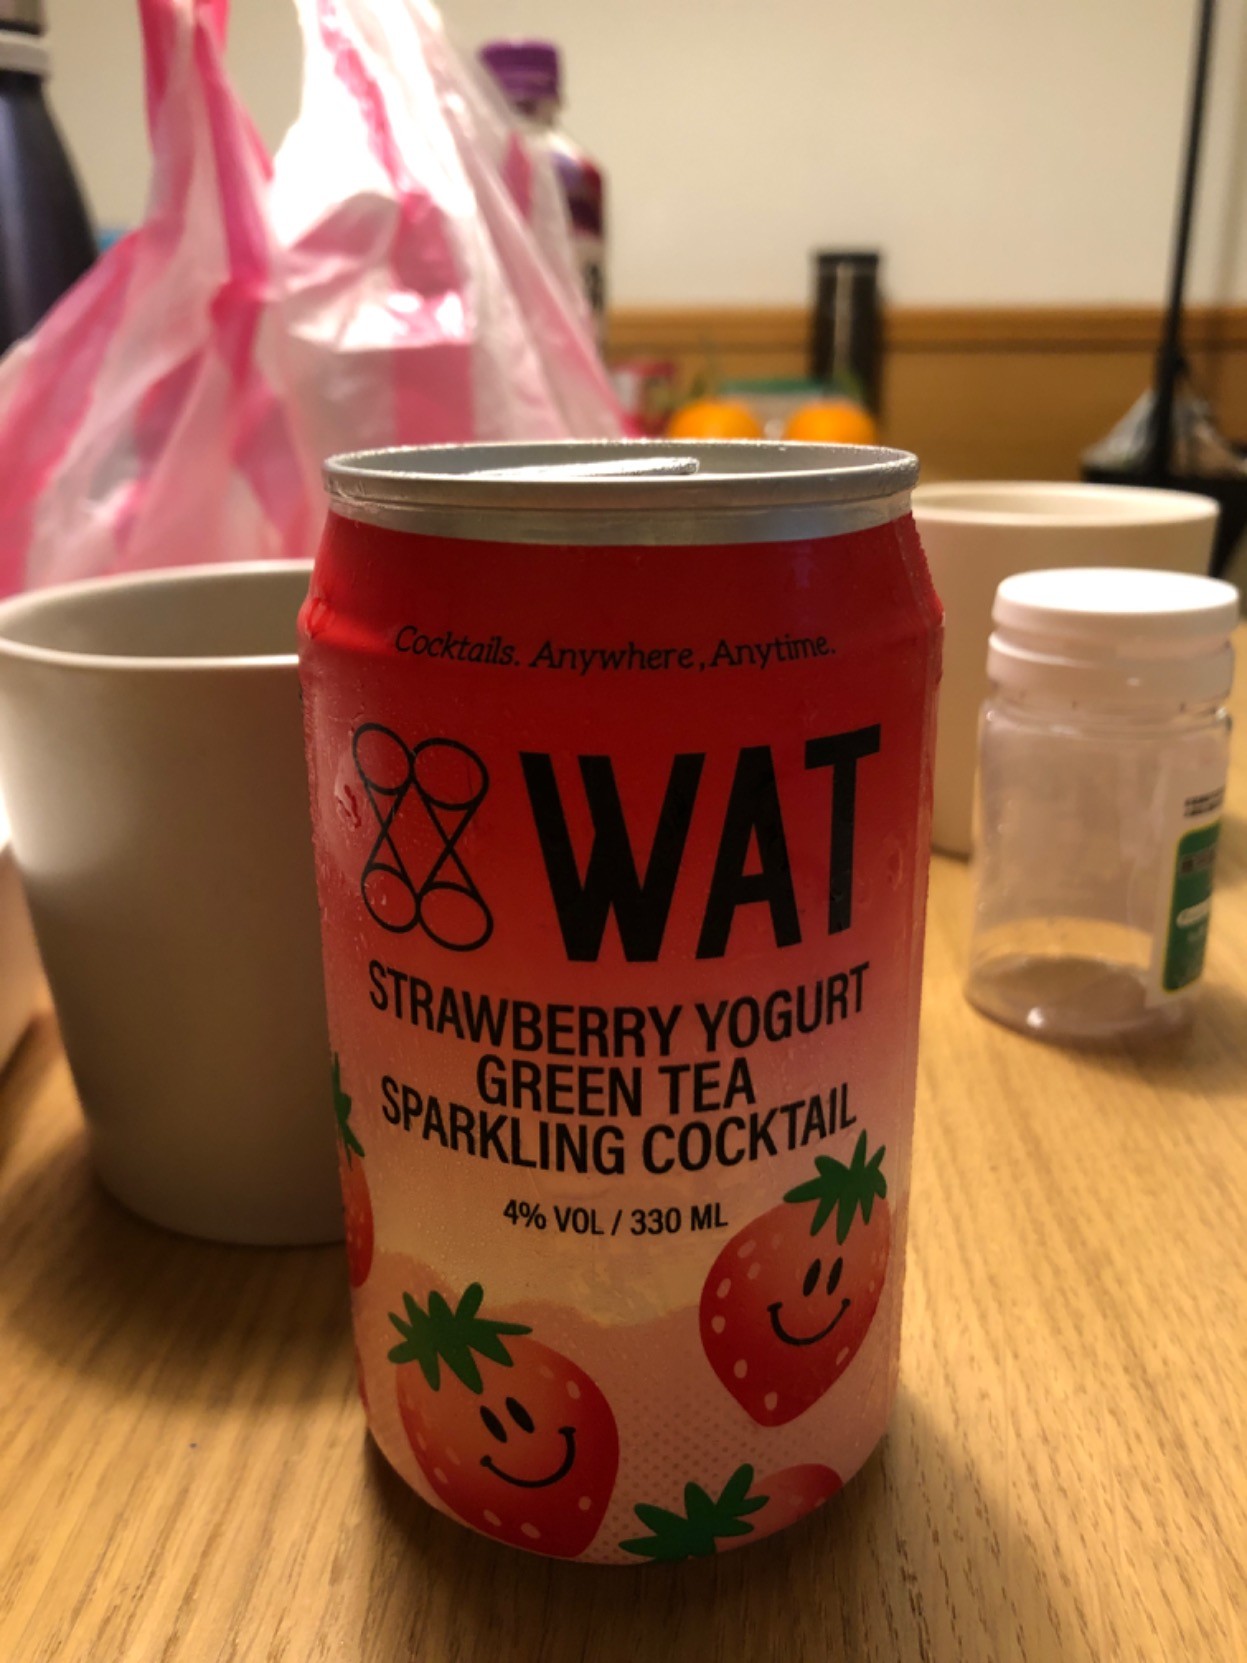 Cocktails. Anywhere, Anytime.
WAT
STRAWBERRY YOGURT
GREEN TEA
SPARKLING COCKTAIL
4% VOL / 330 ML